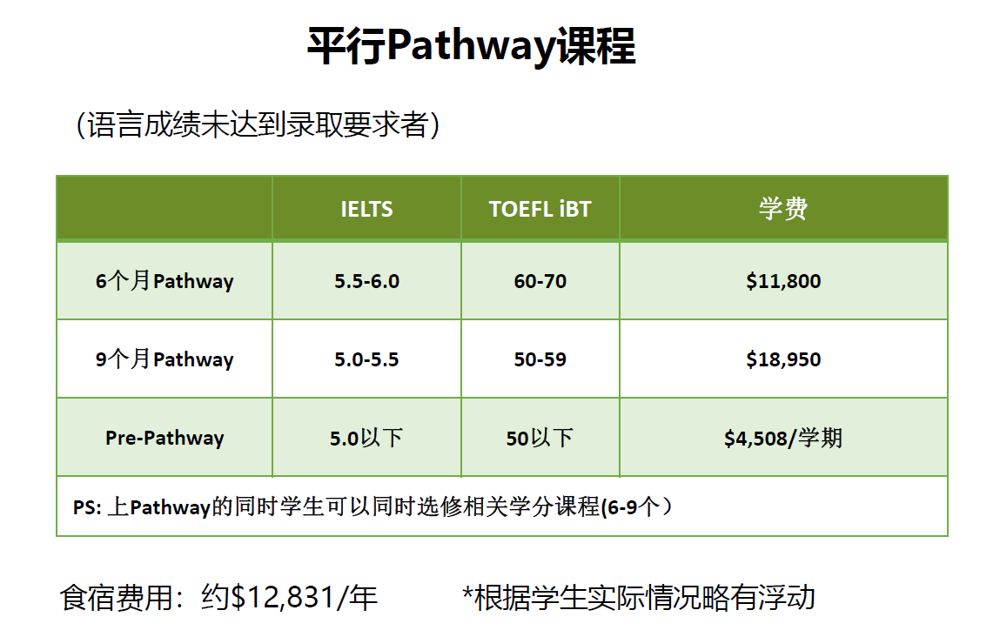 平行Pathway课程
（语言成绩未达到录取要求者）
IELTS TOEFL iBT 学费
6个月Pathway 5.5-6.0 60-70 $11,800
9个月Pathway 5.0-5.5 50-59 $18,950
Pre-Pathway 5.0以下 50以下 $4,508/学期
PS: 上Pathway的同时学生可以同时选修相关学分课程(6-9个）
食宿费用：约$12,831/年 *根据学生实际情况略有浮动